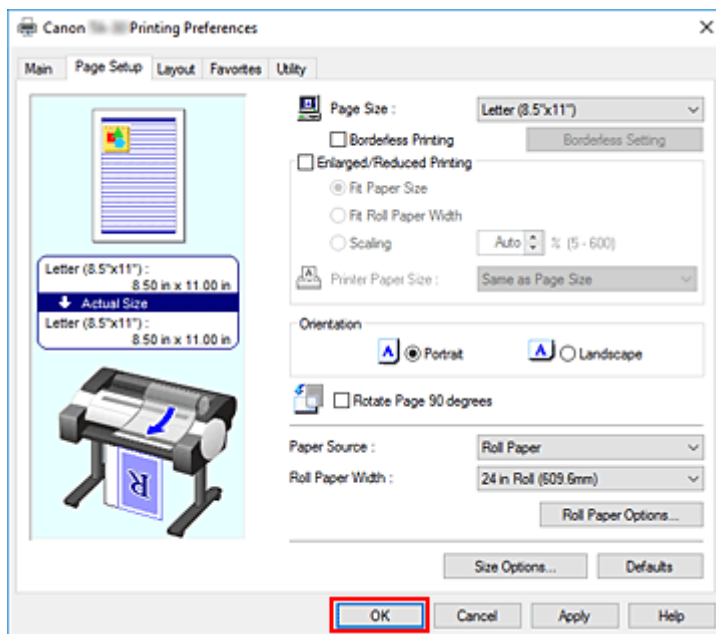 Canon Printing Preferences
Main Page Setup Layout Favorites Utility
Page Size : Letter (8.5"x11")
Borderless Printing Borderless Setting
Enlarged/Reduced Printing
Fit Paper Size
Fit Roll Paper Width
Scaling Auto % (5 - 600)
Printer Paper Size : Same as Page Size
Letter (8.5"x11") :
8.50 in x 11.00 in
Actual Size
Letter (8.5"x11") :
8.50 in x 11.00 in
Orientation
A Portrait A Landscape
Rotate Page 90 degrees
R
Paper Source : Roll Paper
Roll Paper Width : 24 in Roll (609.6mm)
Roll Paper Options...
Size Options... Defaults
OK Cancel Apply Help